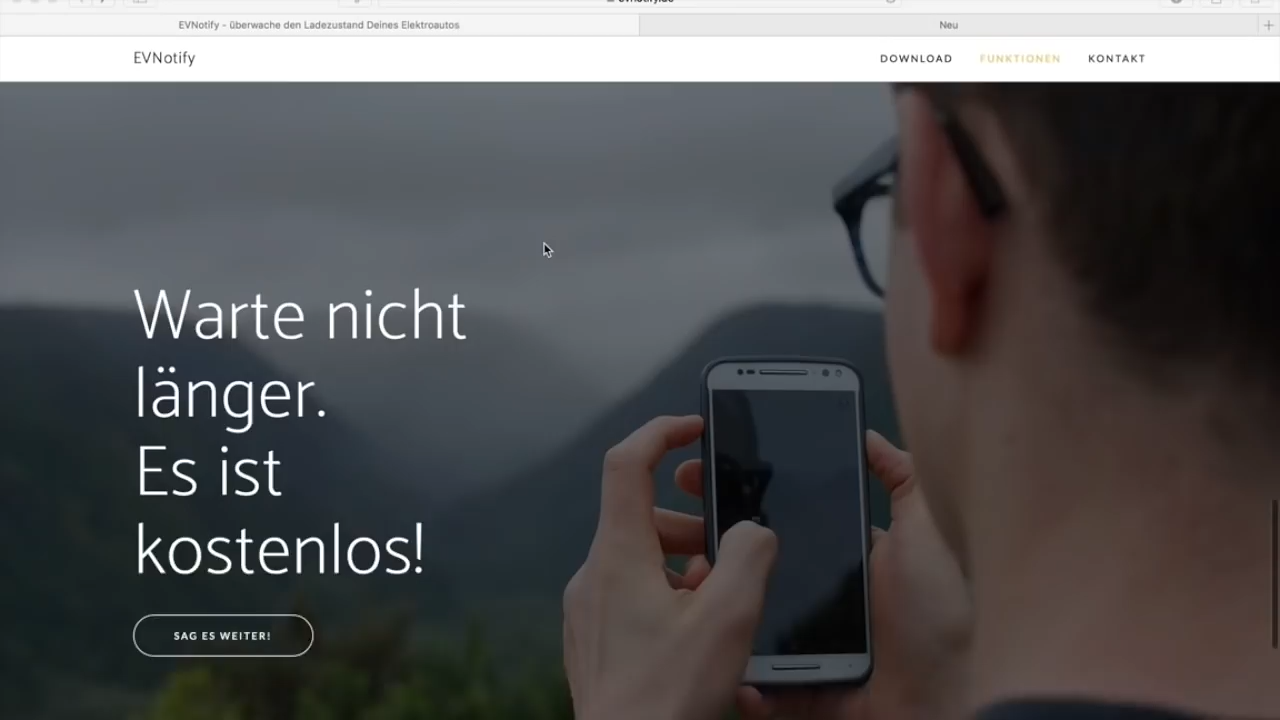 EVNotify - überwache den Ladezustand Deines Elektroautos
Neu
EVNotify
DOWNLOAD
FUNKTIONEN
KONTAKT
Warte nicht
länger.
Es ist
kostenlos!
SAG ES WEITER!